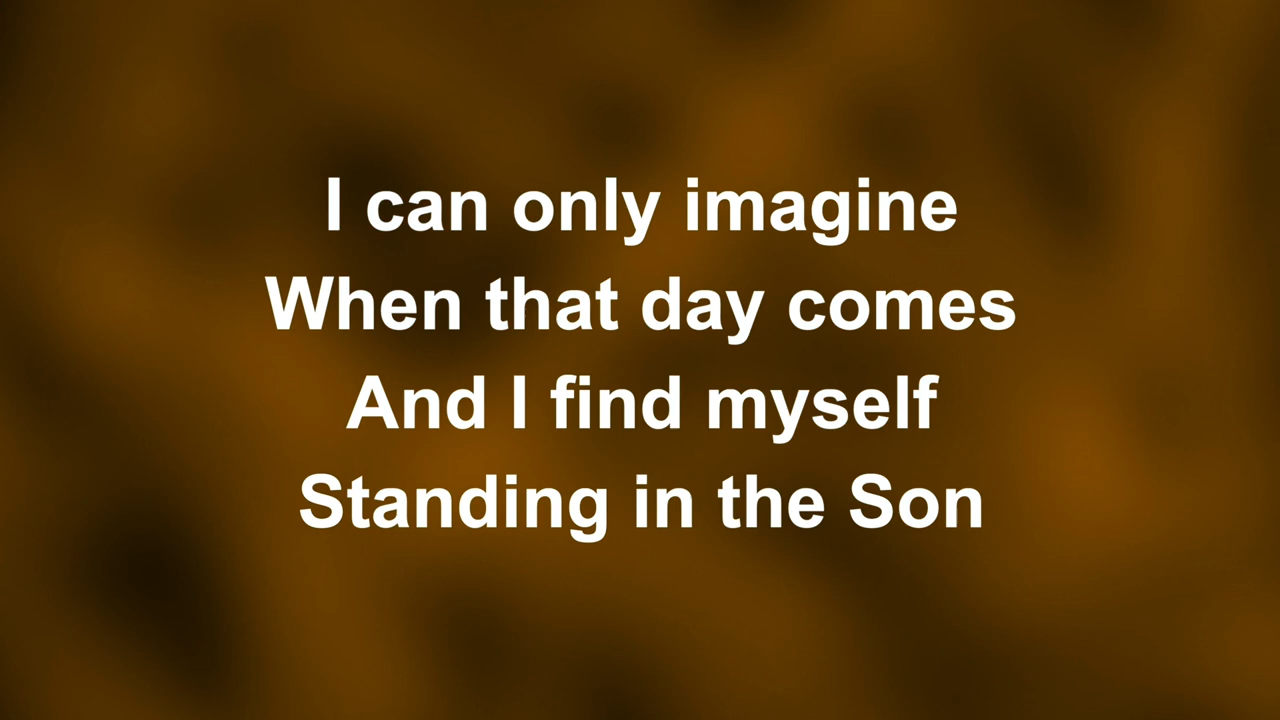 I can only imagine
When that day comes
And I find myself
Standing in the Son